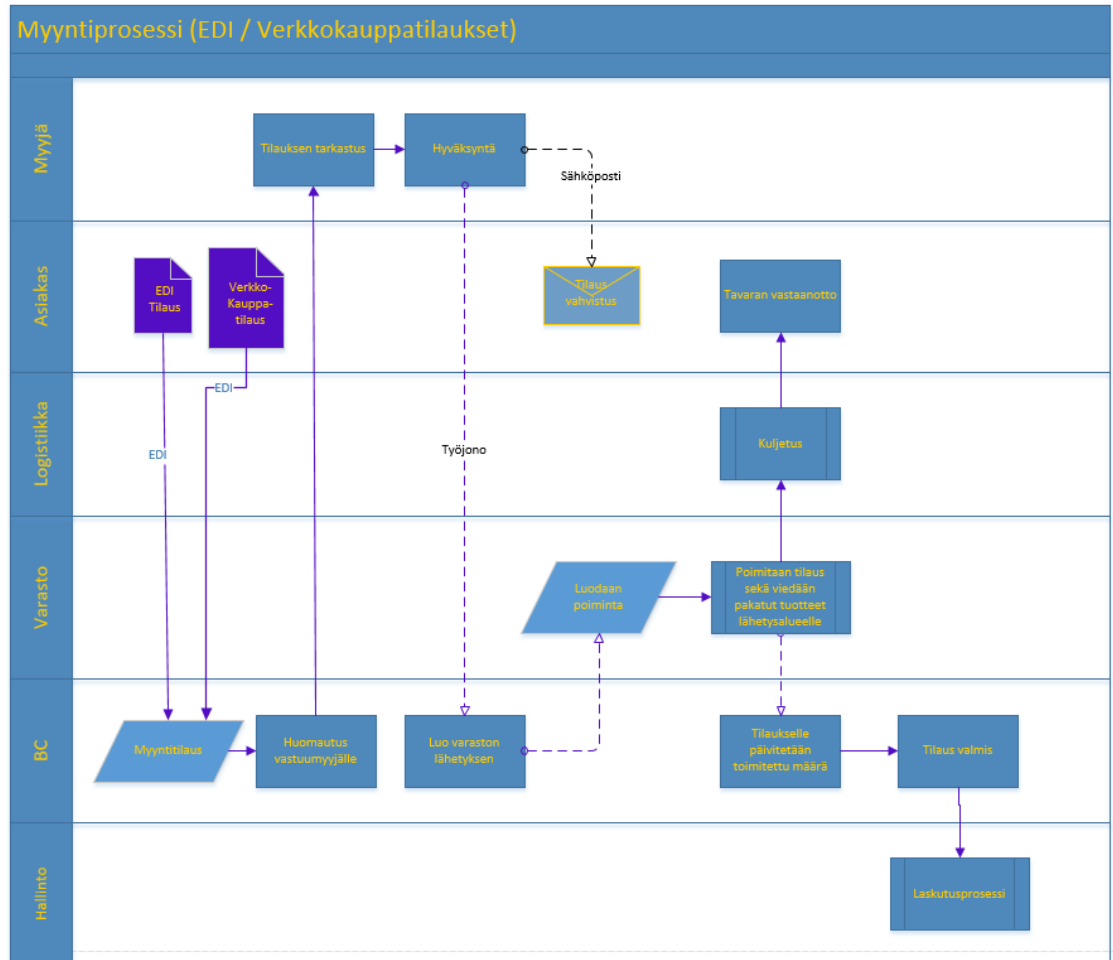 Myyntiprosessi (EDI / Verkkokauppatilaukset)
Myyjä
Tilauksen tarkastus
Hyväksyntä
Sähköposti
Asiakas
EDI
Tilaus
Verkko-
Kauppa-
tilaus
Tilaus
vahvistus
Tavaran vastaanotto
Logistiikka
EDI
EDI
Työjono
Kuljetus
Varasto
Luodaan
poiminta
Poimitaan tilaus
sekä viedään
pakatut tuotteet
lähetysalueelle
BC
Myyntitilaus
Huomautus
vastuumyyjälle
Luo varaston
lähetyksen
Tilaukselle
päivitetään
toimitettu määrä
Tilaus valmis
Hallinto
Laskutusprosessi